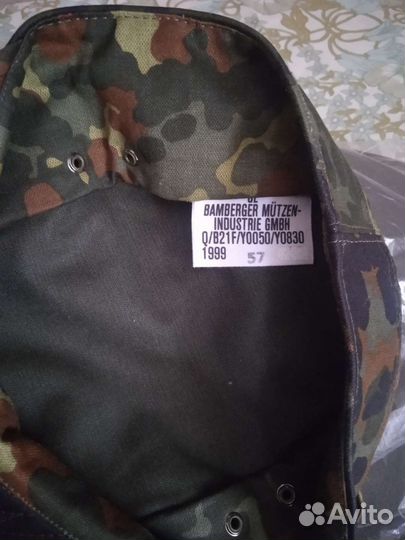 BAMBERGER MÜTZEN-
INDUSTRIE GMBH
Q/B21F/Y0050/Y0830
1999 57
Avito